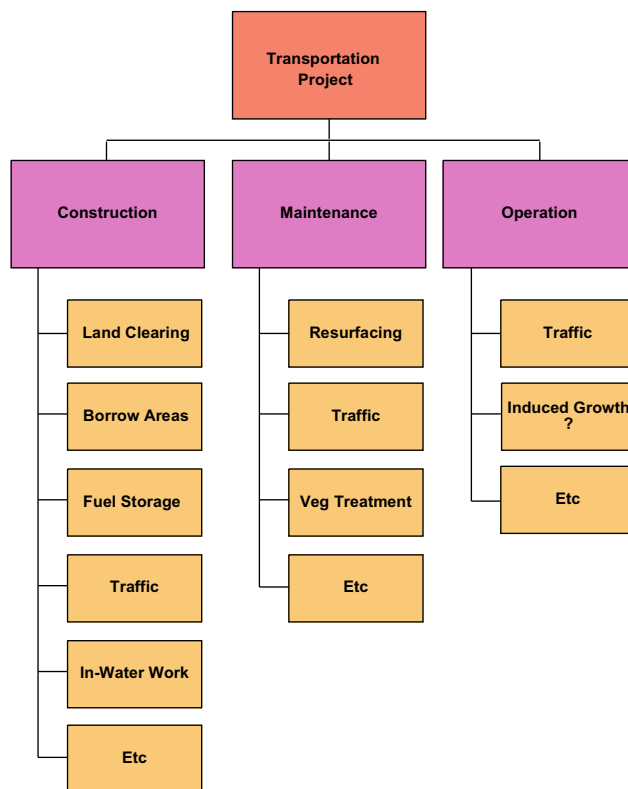 Transportation
Project
Construction
Maintenance
Operation
Land Clearing
Borrow Areas
Fuel Storage
Traffic
In-Water Work
Etc
Resurfacing
Traffic
Veg Treatment
Etc
Traffic
Induced Growth
?
Etc